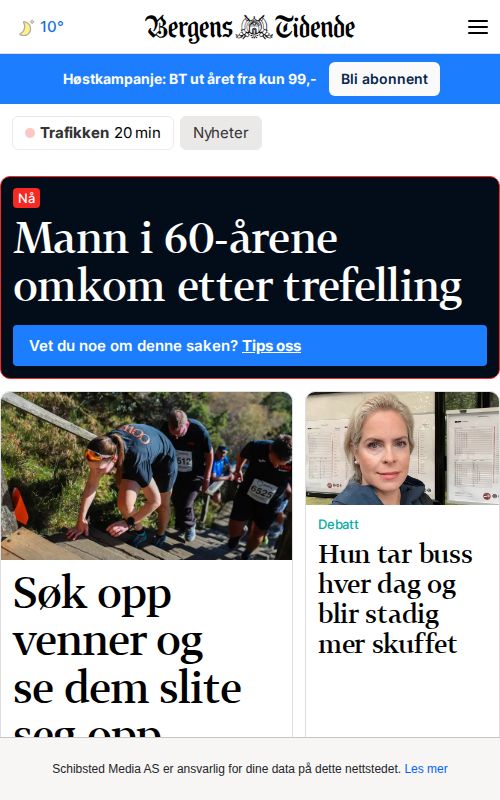 10°
Bergens Tidende
Høstkampanje: BT ut året fra kun 99,-
Bli abonnent
Trafikken 20 min
Nyheter
Nå
Mann i 60-årene
omkom etter trefelling
Vet du noe om denne saken? Tips oss
6525
Søk opp
venner og
se dem slite
seg opp
Debatt
Hun tar buss
hver dag og
blir stadig
mer skuffet
Schibsted Media AS er ansvarlig for dine data på dette nettstedet. Les mer